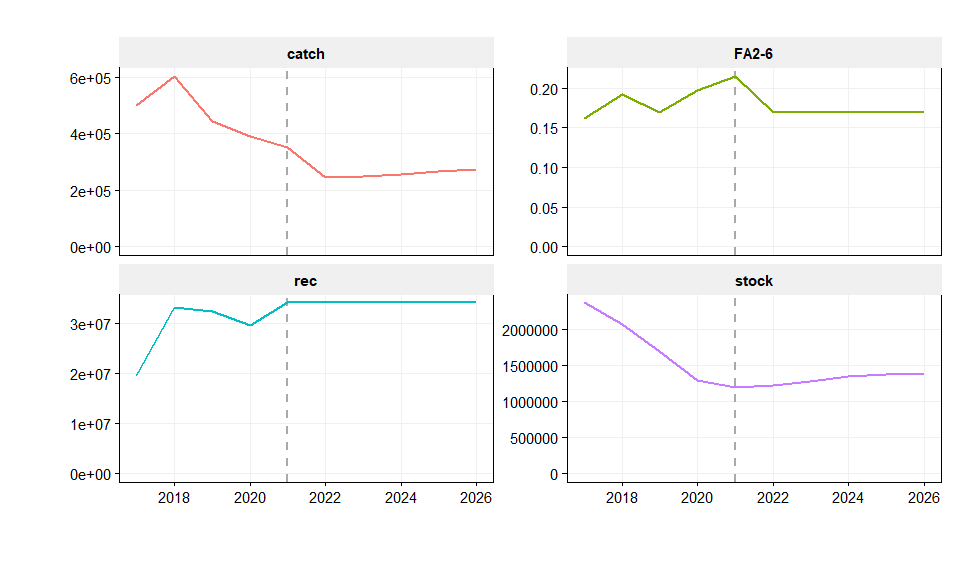 catch
FA2-6
6e+05
4e+05
2e+05
0e+00
0.20
0.15
0.10
0.05
0.00
rec
stock
3e+07
2e+07
1e+07
0e+00
2000000
1500000
1000000
500000
0
2018 2020 2022 2024 2026
2018 2020 2022 2024 2026